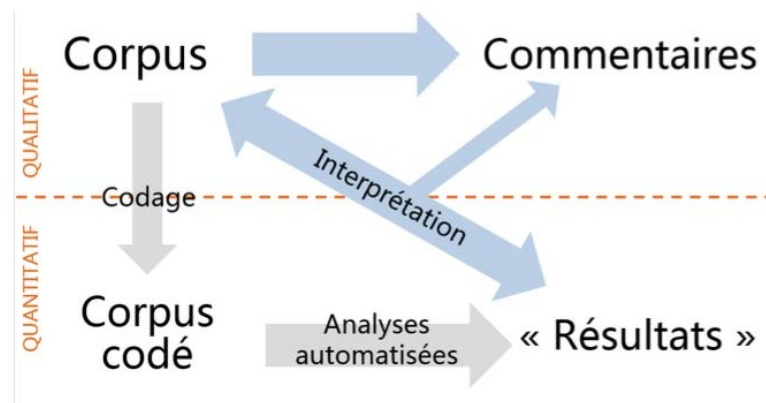 QUALITATIF
Corpus
Commentaires
Codage
Interprétation
QUANTITATIF
Corpus
codé
Analyses
automatisées
« Résultats »